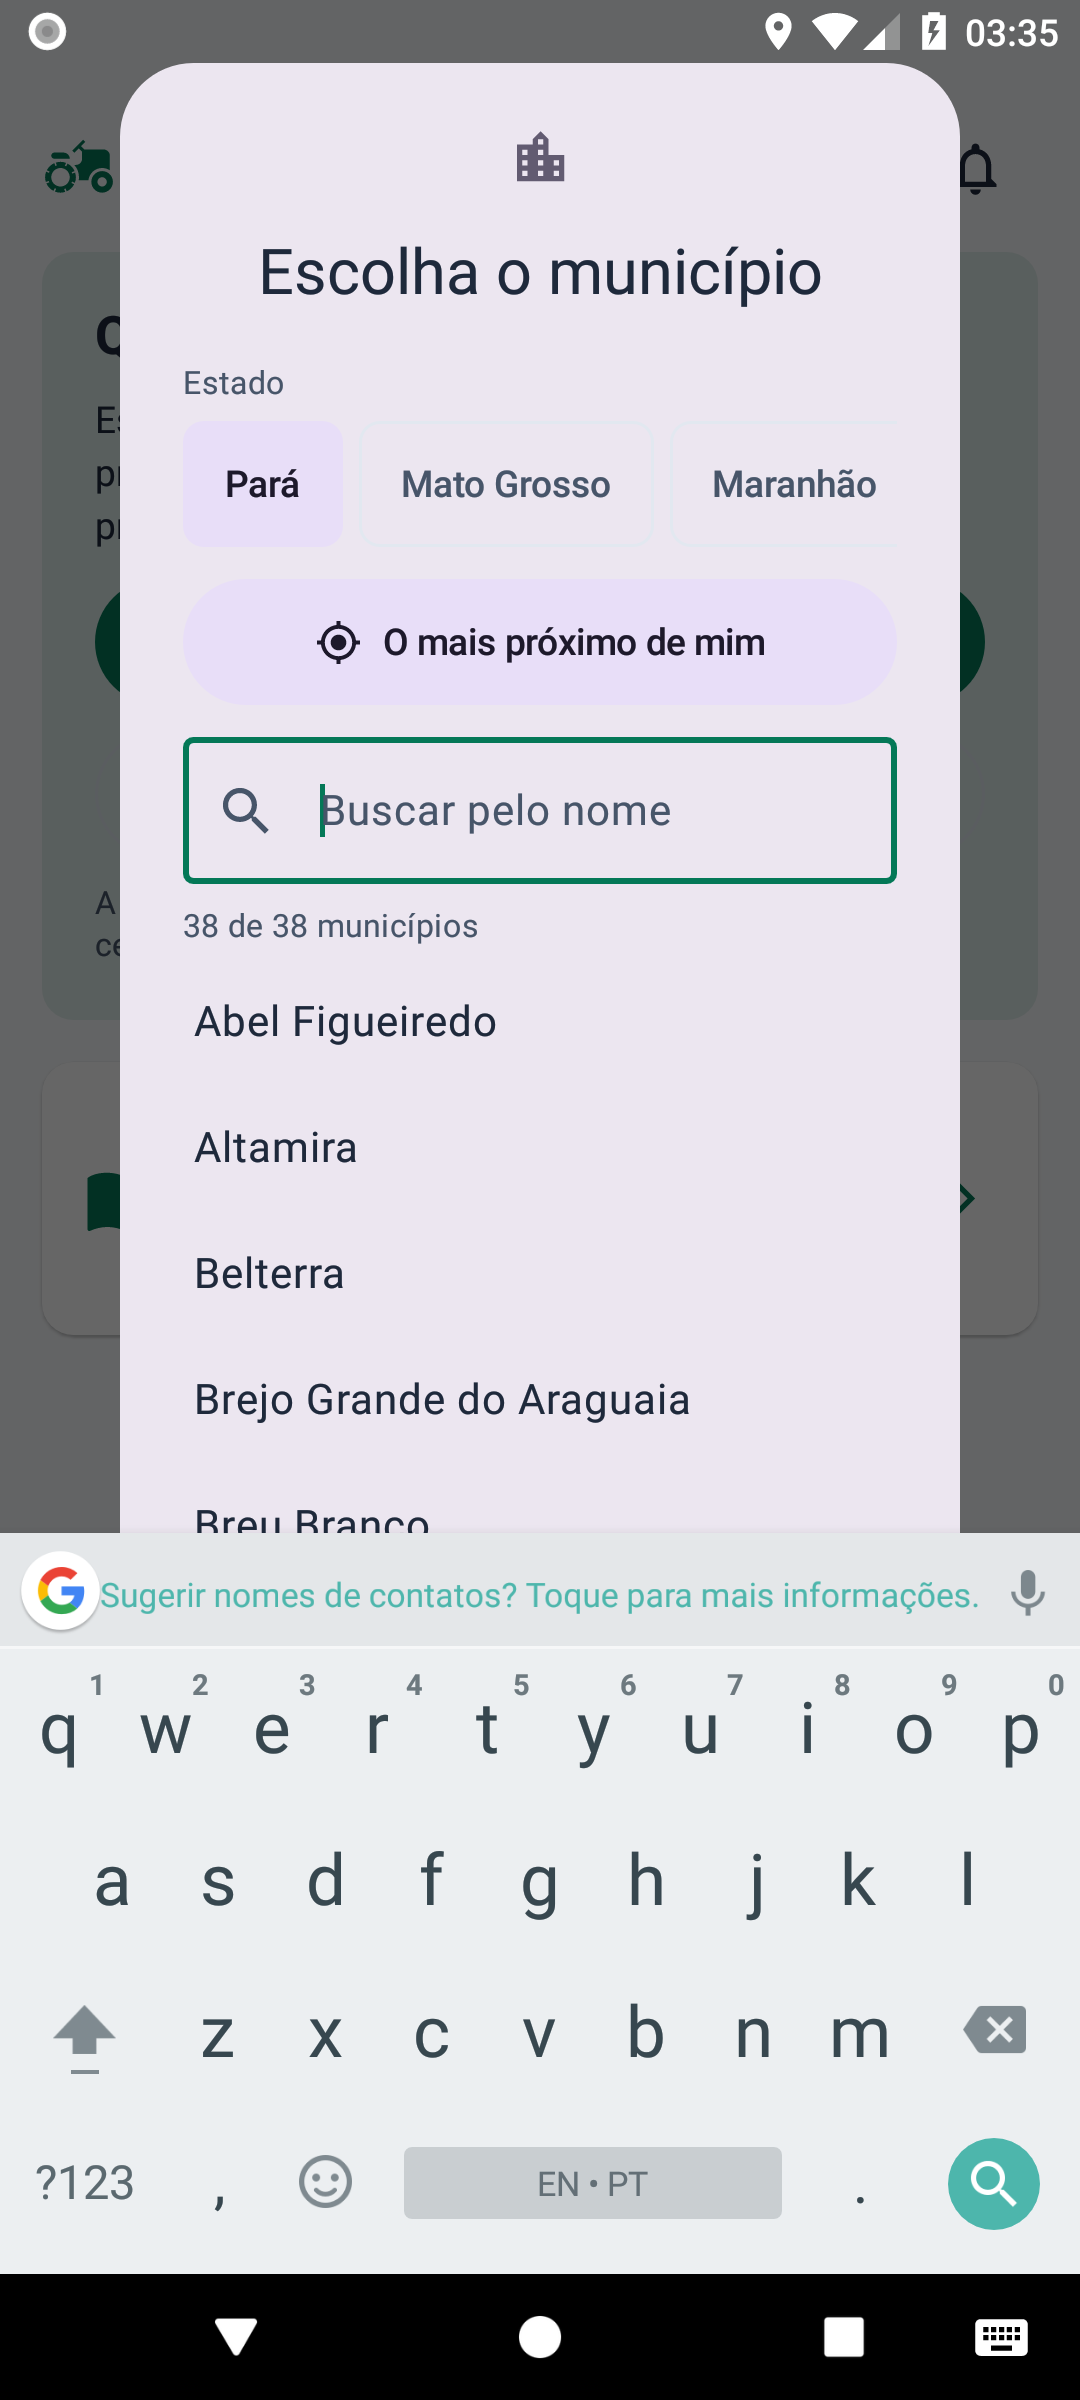 03:35
Escolha o município
Estado
Pará
Mato Grosso
Maranhão
O mais próximo de mim
Buscar pelo nome
38 de 38 municípios
Abel Figueiredo
Altamira
Belterra
Brejo Grande do Araguaia
Breu Branco
Sugerir nomes de contatos? Toque para mais informações.
1 2 3 4 5 6 7 8 9 0
q w e r t y u i o p
a s d f g h j k l
z x c v b n m
?123 , EN • PT .